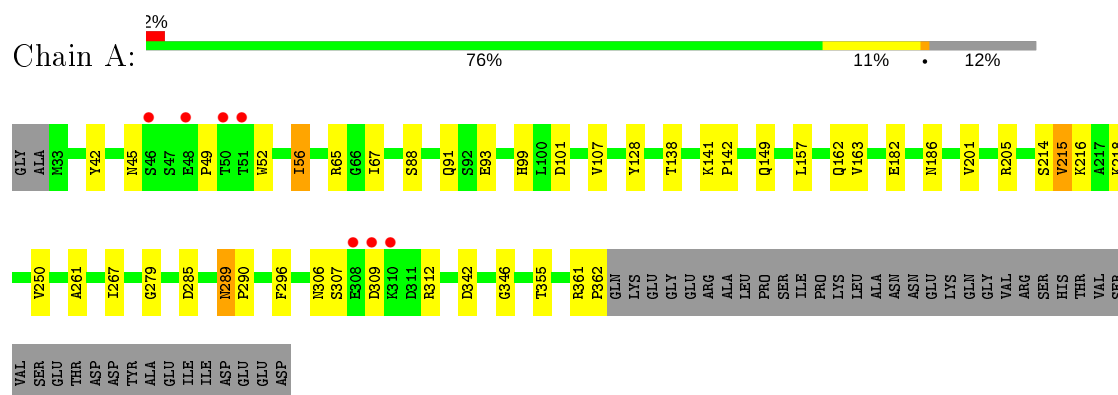 2%
Chain A:
76% 11% • 12%
GLY ALA M33 Y42 N45 S46 S47 E48 P49 T50 T51 W52 I56 R65 G66 I67 S88 Q91 S92 E93 H99 L100 D101 V107 Y128 T138 K141 P142 Q149 L157 Q162 V163 E182 N186 V201 R205 S214 V215 K216 A217 K218
V250 A261 I267 G279 D285 N289 P290 F296 N306 S307 E308 D309 K310 D311 R312 D342 G346 T355 R361 P362 GLN LYS GLU GLY GLU ARG ALA LEU PRO SER ILE PRO LYS LEU ALA ASN ASN GLU LYS GLN GLY VAL ARG SER HIS THR VAL SER
VAL SER GLU THR ASP ASP TYR ALA GLU ILE ILE ASP GLU GLU ASP